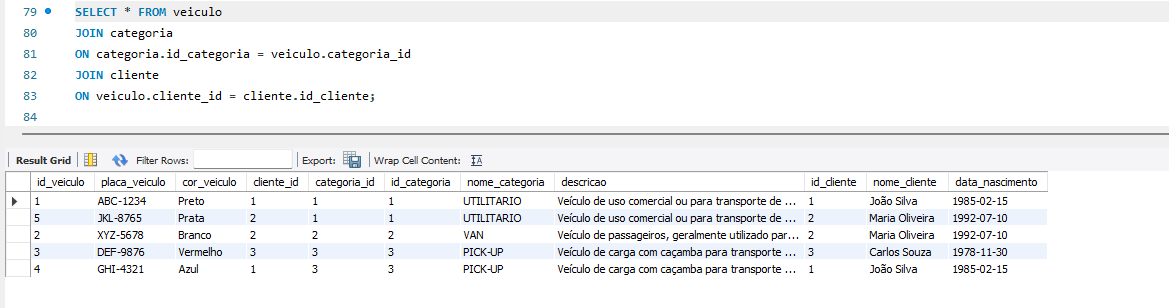 79 SELECT * FROM veiculo
80 JOIN categoria
81 ON categoria.id_categoria = veiculo.categoria_id
82 JOIN cliente
83 ON veiculo.cliente_id = cliente.id_cliente;
84
Result Grid Filter Rows: Export: Wrap Cell Content: IA
id_veiculo placa_veiculo cor_veiculo cliente_id categoria_id id_categoria nome_categoria descricao id_cliente nome_cliente data_nascimento
1 ABC-1234 Preto 1 1 1 UTILITARIO Veículo de uso comercial ou para transporte de ... 1 João Silva 1985-02-15
5 JKL-8765 Prata 2 1 1 UTILITARIO Veículo de uso comercial ou para transporte de ... 2 Maria Oliveira 1992-07-10
2 XYZ-5678 Branco 2 2 2 VAN Veículo de passageiros, geralmente utilizado par... 2 Maria Oliveira 1992-07-10
3 DEF-9876 Vermelho 3 3 3 PICK-UP Veículo de carga com caçamba para transporte ... 3 Carlos Souza 1978-11-30
4 GHI-4321 Azul 1 3 3 PICK-UP Veículo de carga com caçamba para transporte ... 1 João Silva 1985-02-15